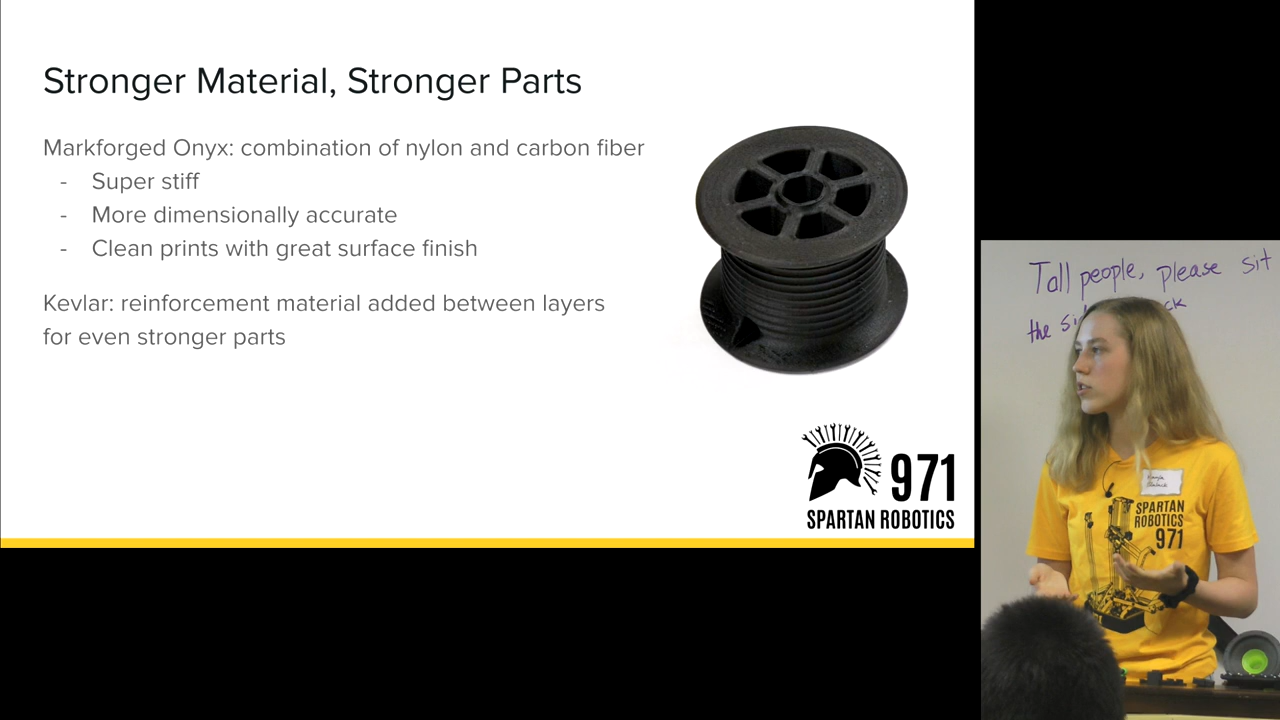 Stronger Material, Stronger Parts
Markforged Onyx: combination of nylon and carbon fiber
- Super stiff
- More dimensionally accurate
- Clean prints with great surface finish
Kevlar: reinforcement material added between layers
for even stronger parts
971
SPARTAN ROBOTICS
Tall people, please sit
the
SPARTAN
ROBOTICS
971